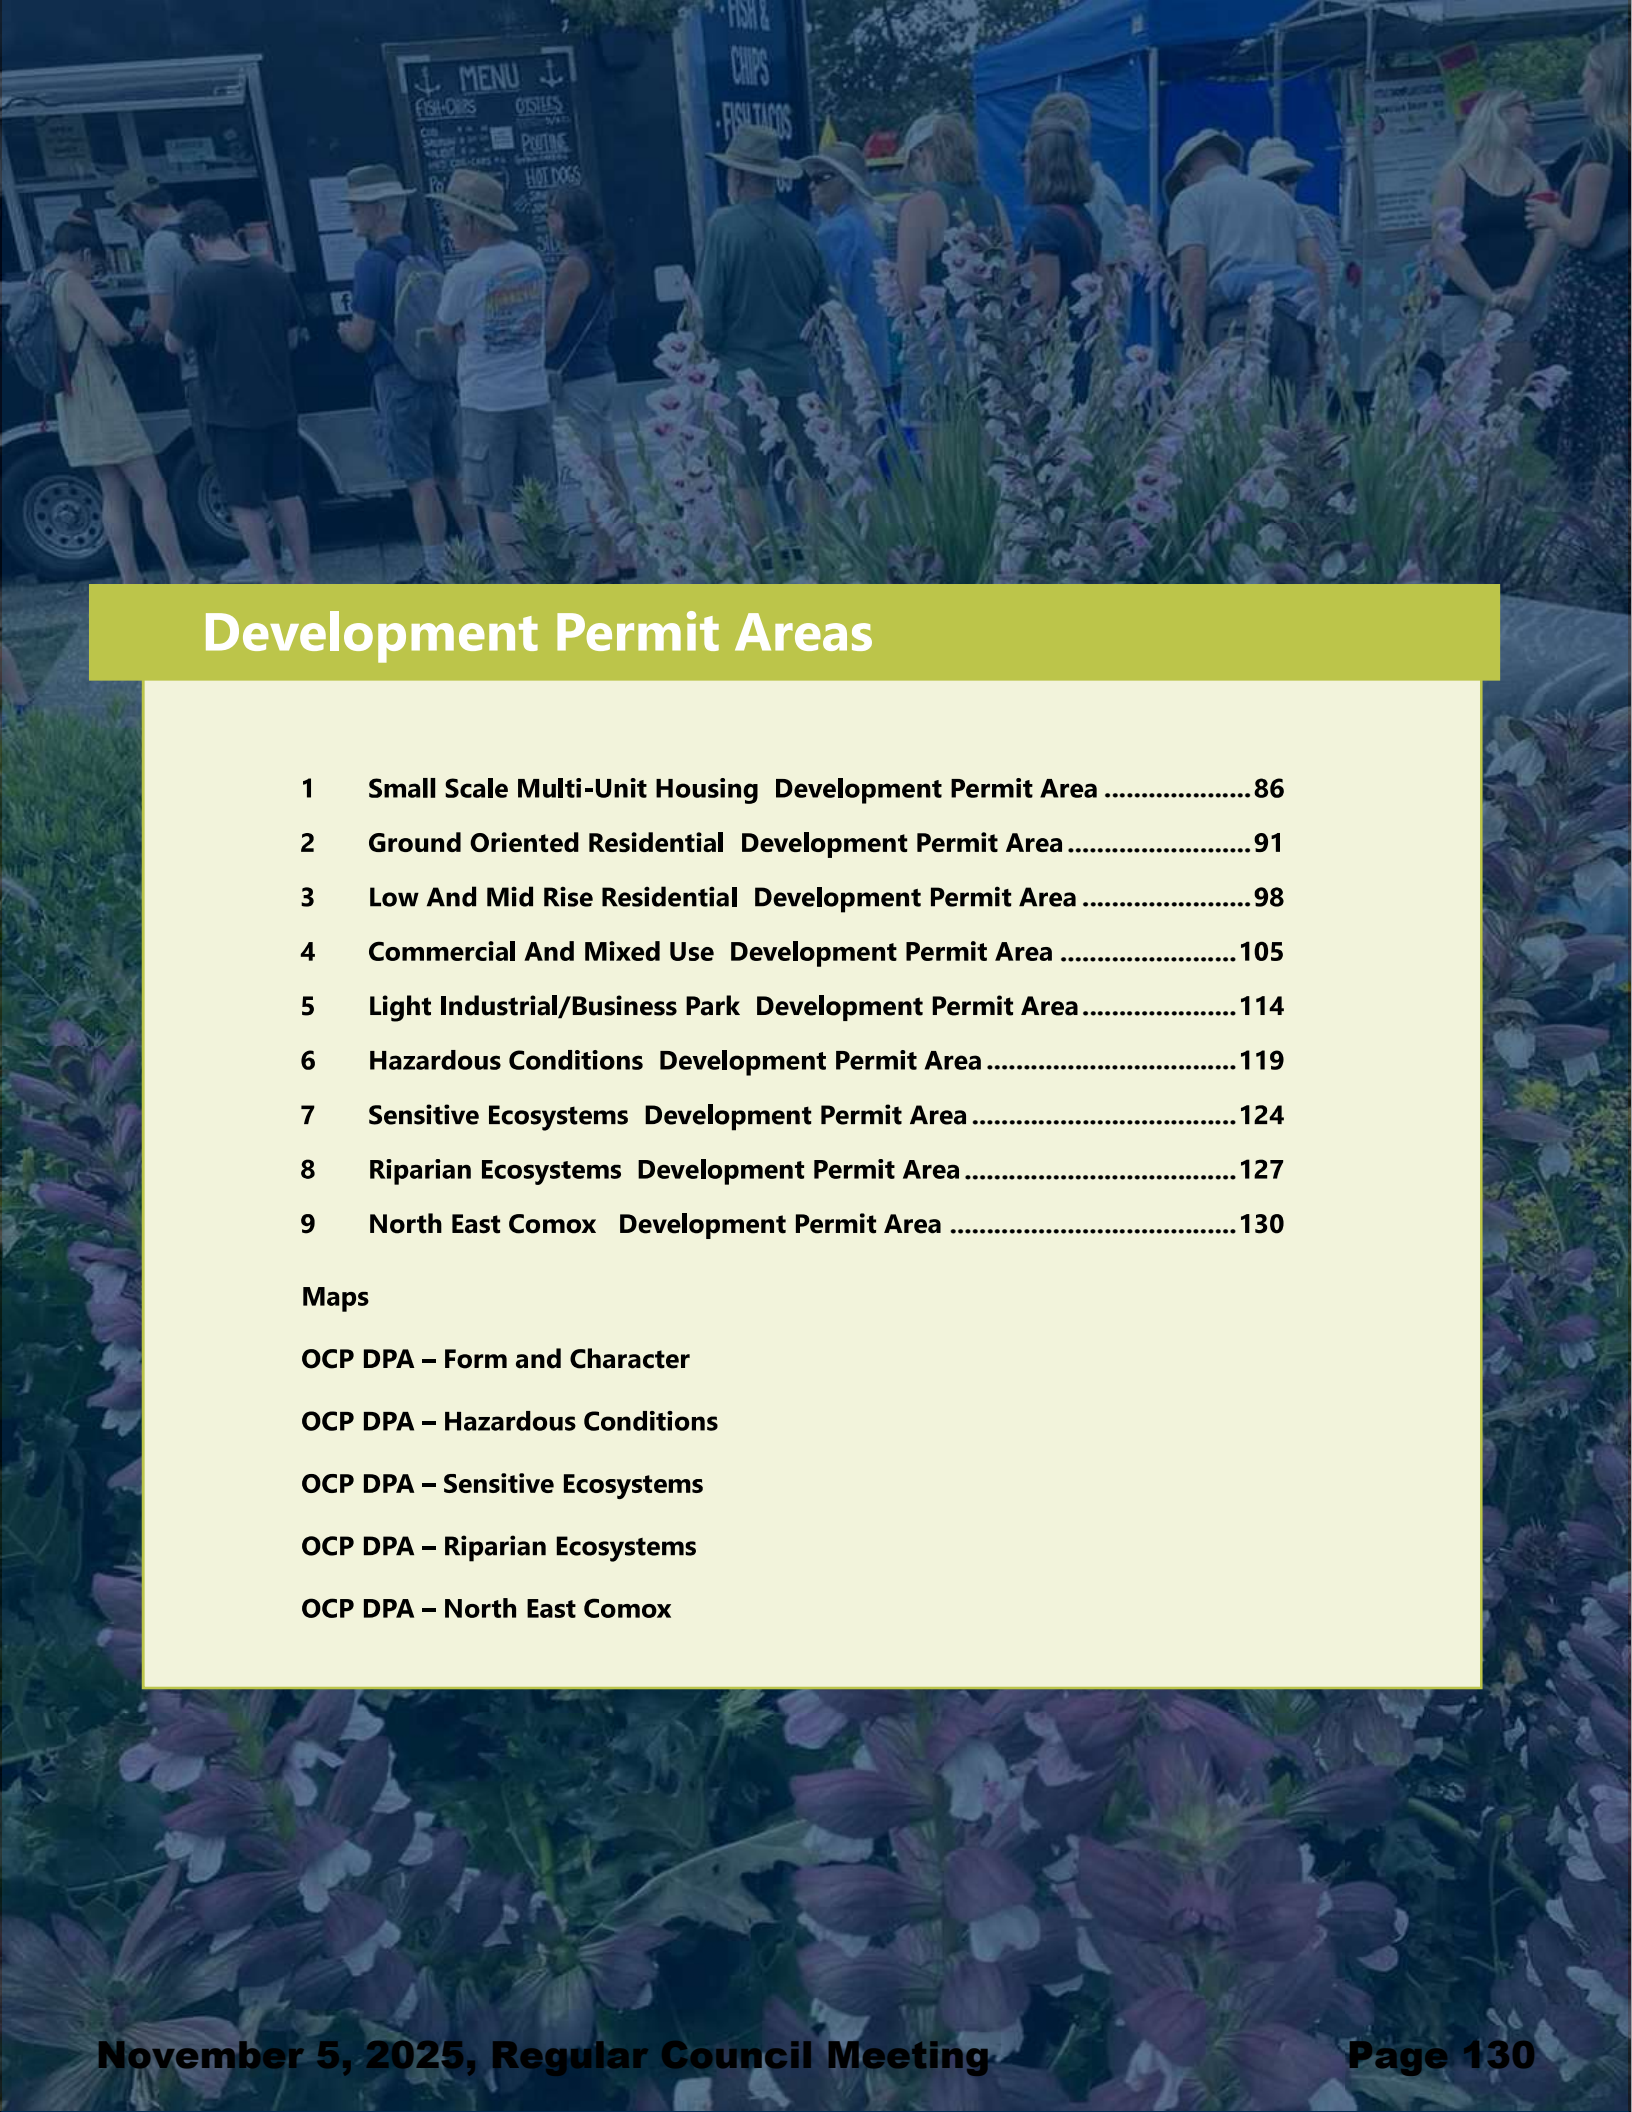 FISH &
CHIPS
FISH TACOS
MENU
FISH+CHIPS OYSTERS
POUTINE
HOT DOGS
Development Permit Areas
1 Small Scale Multi-Unit Housing Development Permit Area ....................86
2 Ground Oriented Residential Development Permit Area.........................91
3 Low And Mid Rise Residential Development Permit Area .......................98
4 Commercial And Mixed Use Development Permit Area ........................105
5 Light Industrial/Business Park Development Permit Area.....................114
6 Hazardous Conditions Development Permit Area..................................119
7 Sensitive Ecosystems Development Permit Area....................................124
8 Riparian Ecosystems Development Permit Area.....................................127
9 North East Comox Development Permit Area .......................................130
Maps
OCP DPA – Form and Character
OCP DPA – Hazardous Conditions
OCP DPA – Sensitive Ecosystems
OCP DPA – Riparian Ecosystems
OCP DPA – North East Comox
November 5, 2025, Regular Council Meeting Page 130